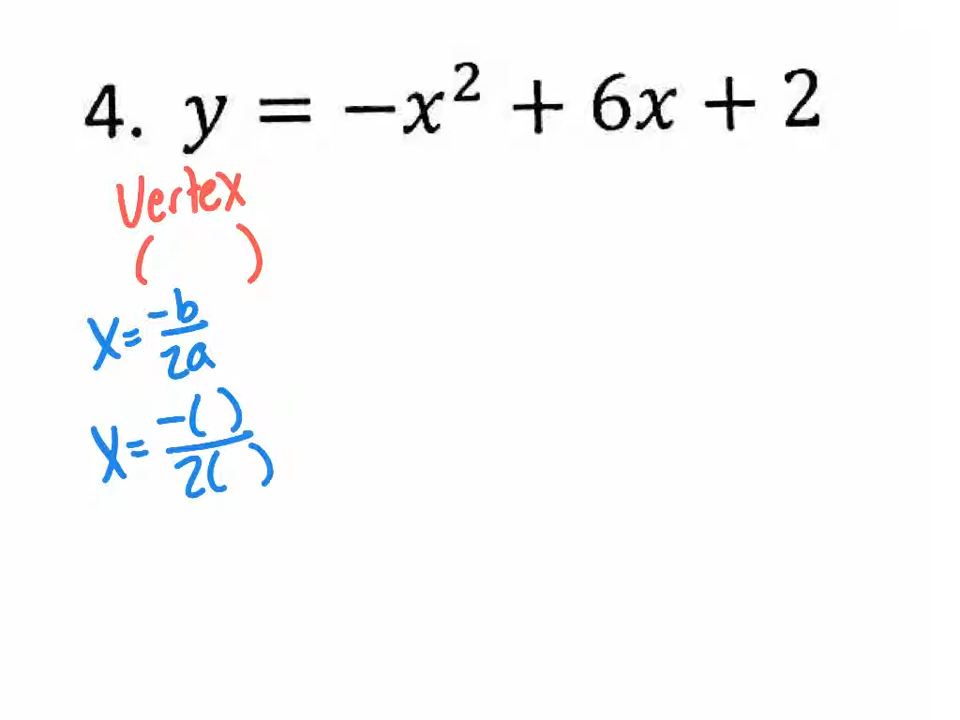 4. y = −x² + 6x + 2
Vertex
(   )
x = -b/2a
x = -( )/2( )